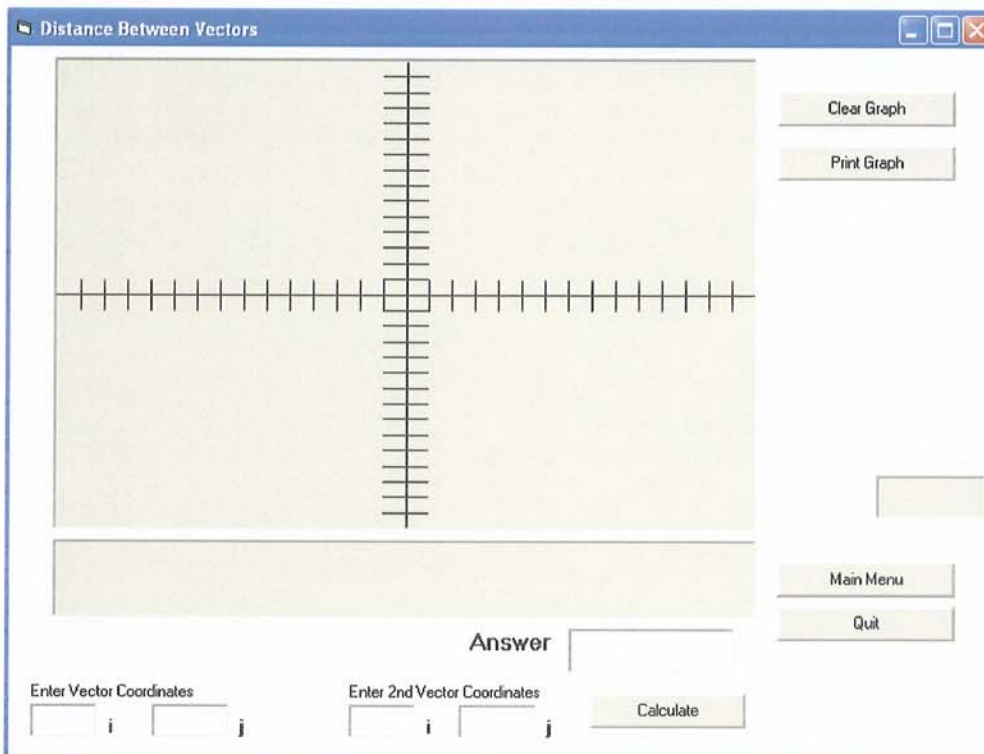 Distance Between Vectors
Clear Graph
Print Graph
Main Menu
Quit
Answer
Enter Vector Coordinates
i j
Enter 2nd Vector Coordinates
i j
Calculate